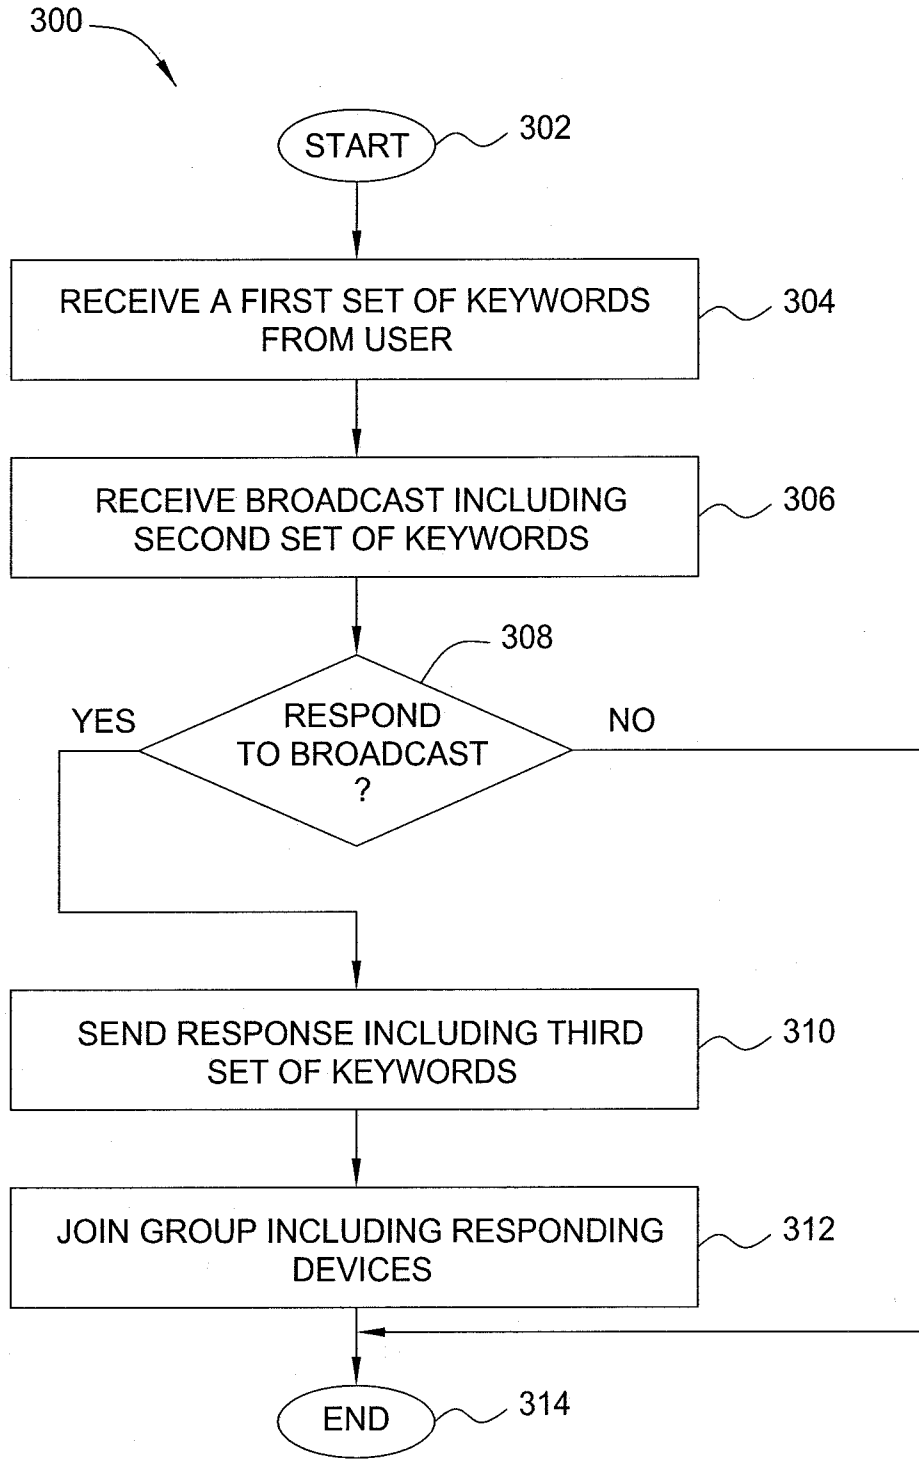 300
START
302
RECEIVE A FIRST SET OF KEYWORDS
FROM USER
304
RECEIVE BROADCAST INCLUDING
SECOND SET OF KEYWORDS
306
308
YES
RESPOND
TO BROADCAST
?
NO
SEND RESPONSE INCLUDING THIRD
SET OF KEYWORDS
310
JOIN GROUP INCLUDING RESPONDING
DEVICES
312
END
314